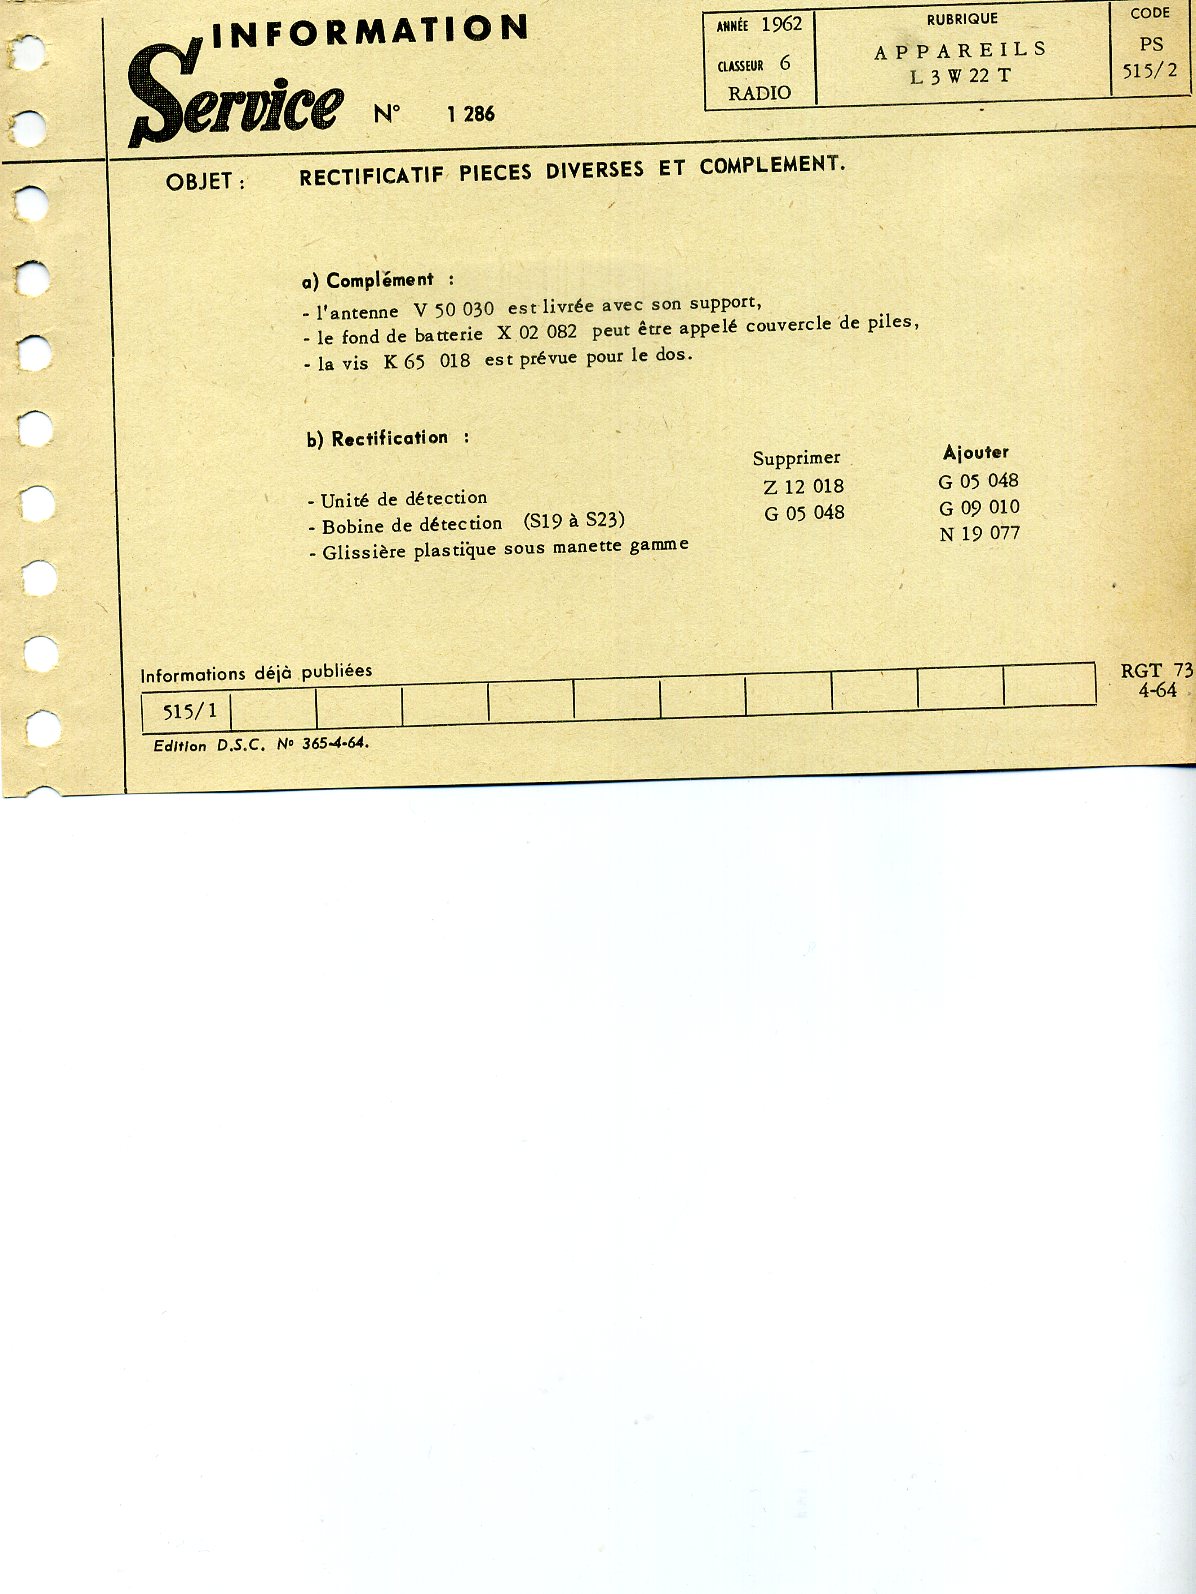 INFORMATION
Service N° 1 286
ANNÉE 1962
CLASSEUR 6
RADIO
RUBRIQUE
APPAREILS
L 3 W 22 T
CODE
PS
515/2
OBJET : RECTIFICATIF PIECES DIVERSES ET COMPLEMENT.
a) Complément :
- l'antenne V 50 030 est livrée avec son support,
- le fond de batterie X 02 082 peut être appelé couvercle de piles,
- la vis K 65 018 est prévue pour le dos.
b) Rectification :
Supprimer Ajouter
- Unité de détection Z 12 018 G 05 048
- Bobine de détection (S19 à S23) G 05 048 G 09 010
- Glissière plastique sous manette gamme N 19 077
Informations déjà publiées
515/1
RGT 73
4-64
Edition D.S.C. N° 365-4-64.